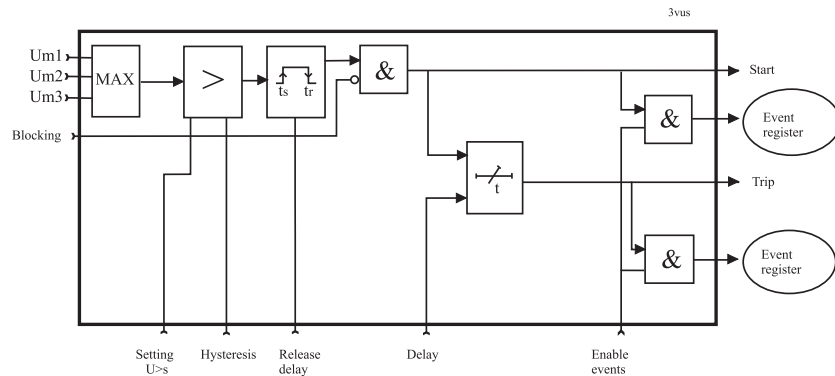 3vus
Um1
Um2
Um3
MAX
>
ts tr
&
Start
Blocking
&
Event
register
t
Trip
&
Event
register
Setting
U>s
Hysteresis
Release
delay
Delay
Enable
events